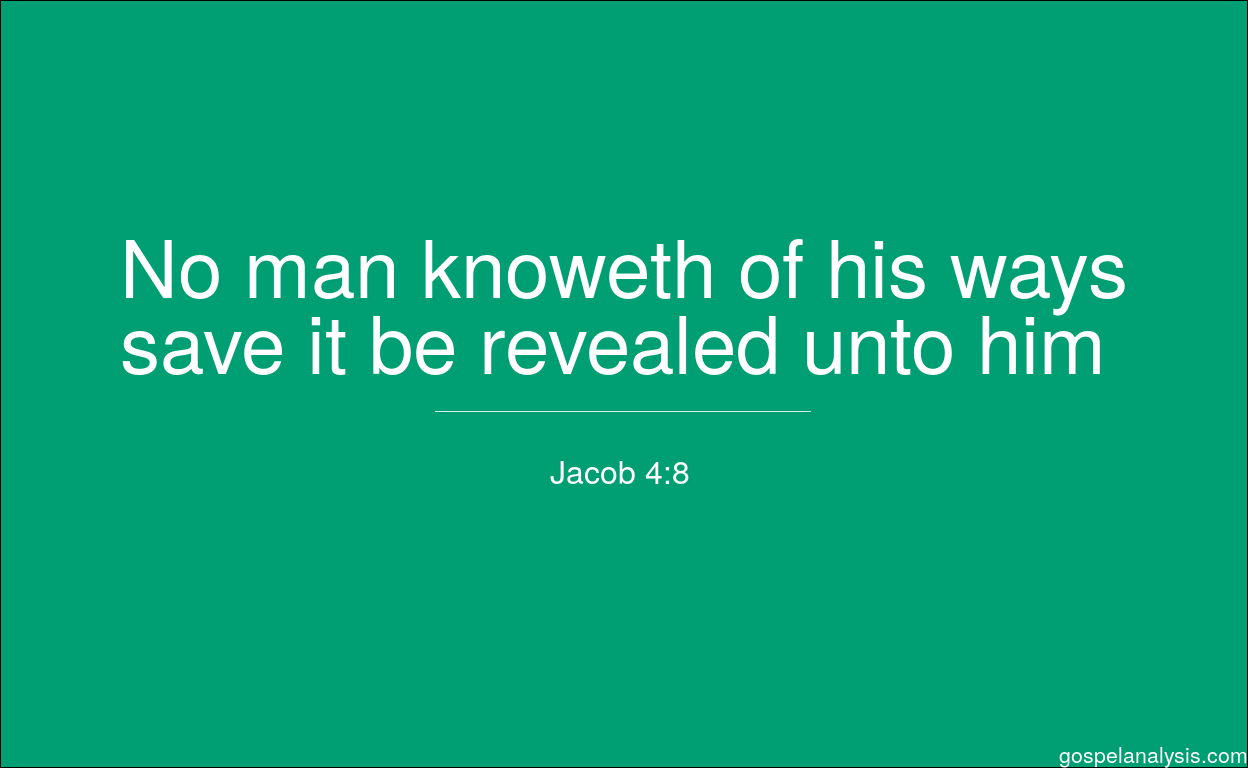 No man knoweth of his ways
save it be revealed unto him
Jacob 4:8
gospelanalysis.com